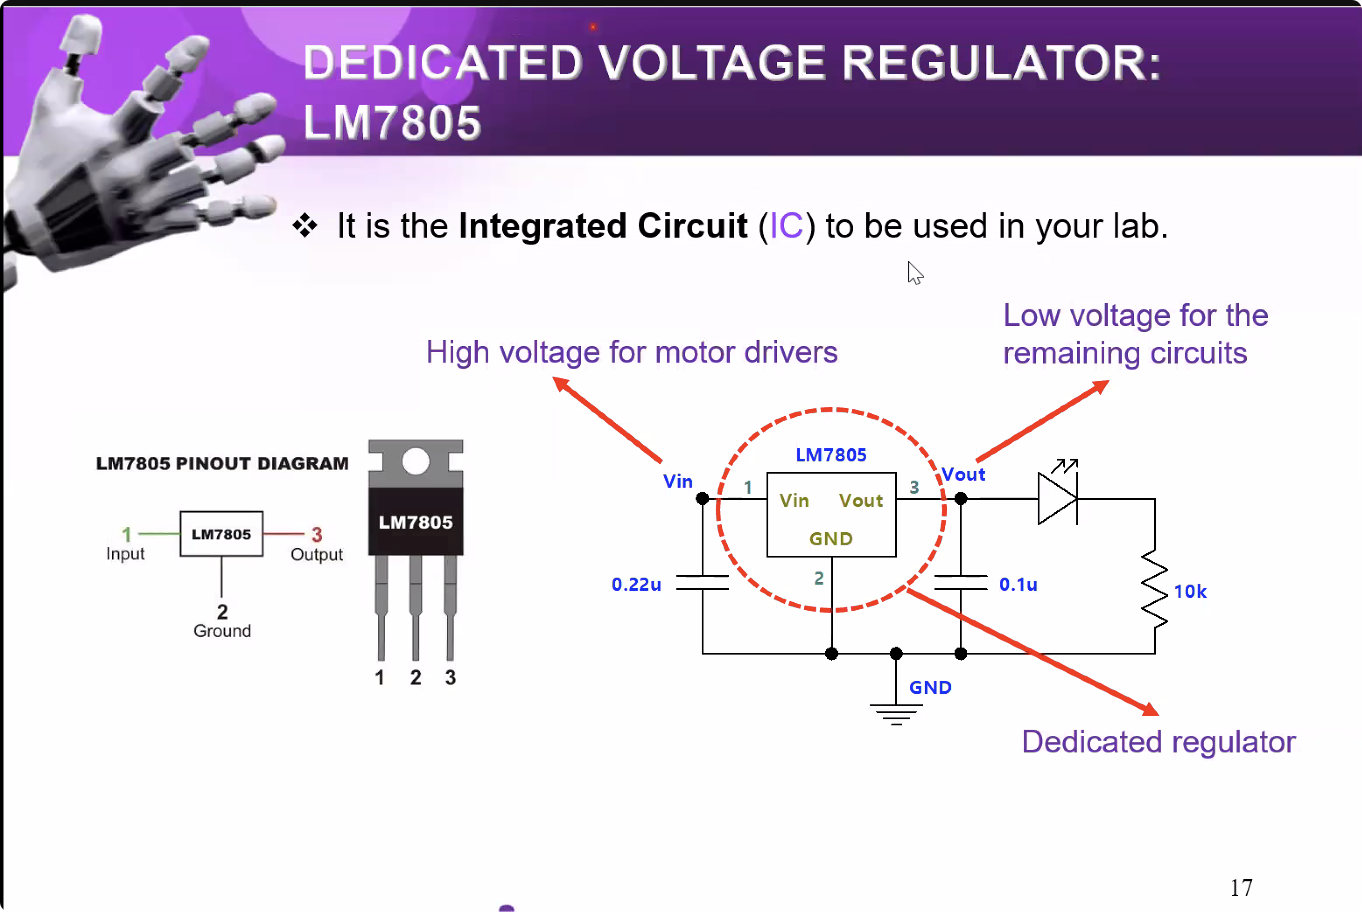 DEDICATED VOLTAGE REGULATOR:
LM7805
❖ It is the Integrated Circuit (IC) to be used in your lab.
High voltage for motor drivers
Low voltage for the
remaining circuits
LM7805 PINOUT DIAGRAM
1
Input
LM7805
3
Output
2
Ground
LM7805
1 2 3
LM7805
Vin
1
Vin Vout
GND
3
Vout
2
0.22u
0.1u
10k
GND
Dedicated regulator
17